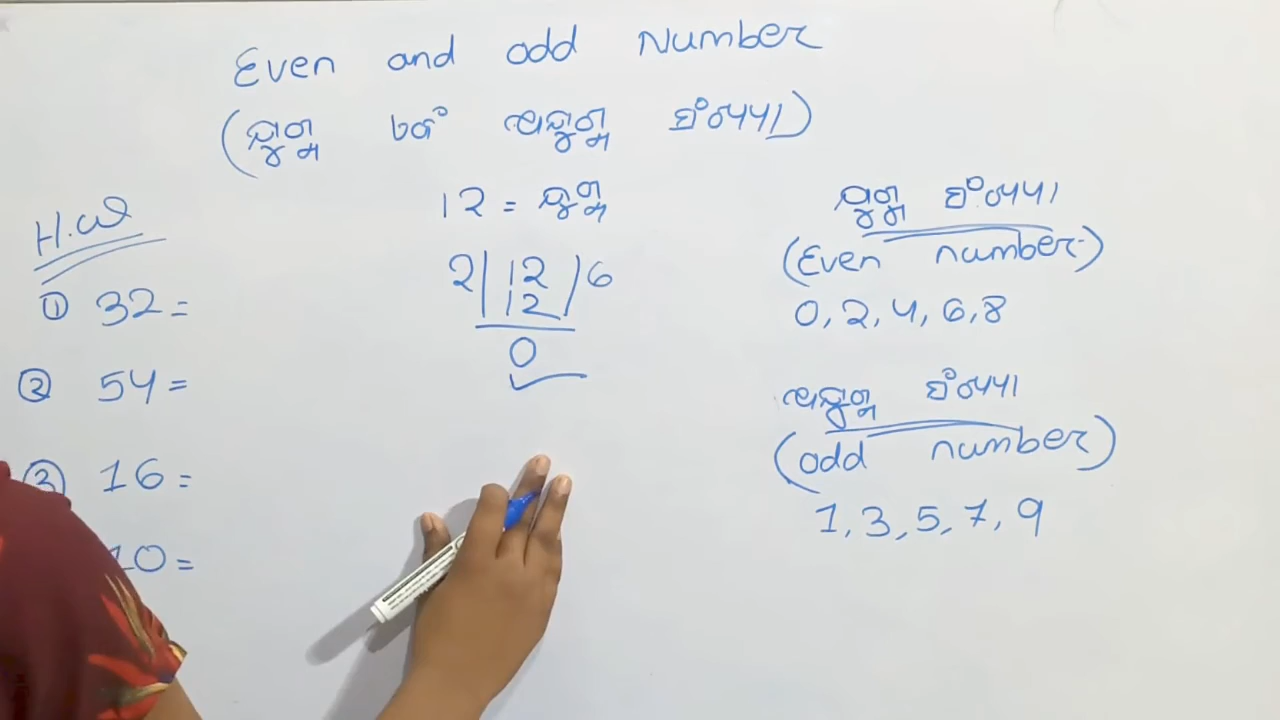 Even and odd Number
(ଯୁଗ୍ମ ଏବଂ ଅଯୁଗ୍ମ ସଂଖ୍ୟା)
H.W
① 32 =
② 54 =
③ 16 =
10 =
12 = ଯୁଗ୍ମ
2| 12 /6
12
0
ଯୁଗ୍ମ ସଂଖ୍ୟା
(Even number)
0, 2, 4, 6, 8
ଅଯୁଗ୍ମ ସଂଖ୍ୟା
(odd number)
1, 3, 5, 7, 9